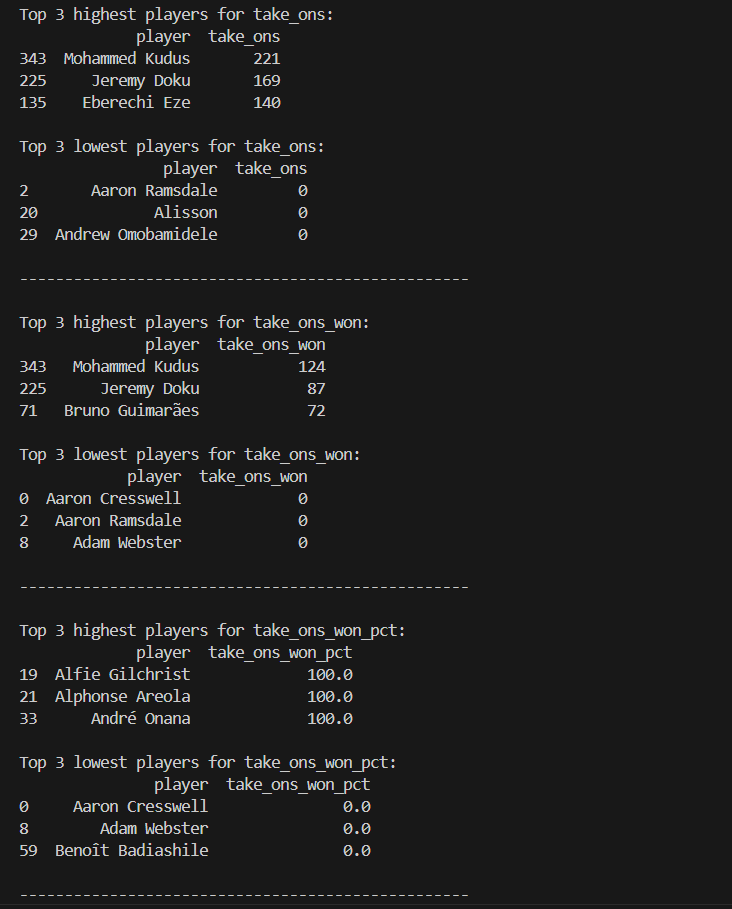 Top 3 highest players for take_ons:
player take_ons
343 Mohammed Kudus 221
225 Jeremy Doku 169
135 Eberechi Eze 140
Top 3 lowest players for take_ons:
player take_ons
2 Aaron Ramsdale 0
20 Alisson 0
29 Andrew Omobamidele 0
--------------------------------------------------
Top 3 highest players for take_ons_won:
player take_ons_won
343 Mohammed Kudus 124
225 Jeremy Doku 87
71 Bruno Guimarães 72
Top 3 lowest players for take_ons_won:
player take_ons_won
0 Aaron Cresswell 0
2 Aaron Ramsdale 0
8 Adam Webster 0
--------------------------------------------------
Top 3 highest players for take_ons_won_pct:
player take_ons_won_pct
19 Alfie Gilchrist 100.0
21 Alphonse Areola 100.0
33 André Onana 100.0
Top 3 lowest players for take_ons_won_pct:
player take_ons_won_pct
0 Aaron Cresswell 0.0
8 Adam Webster 0.0
59 Benoît Badiashile 0.0
--------------------------------------------------